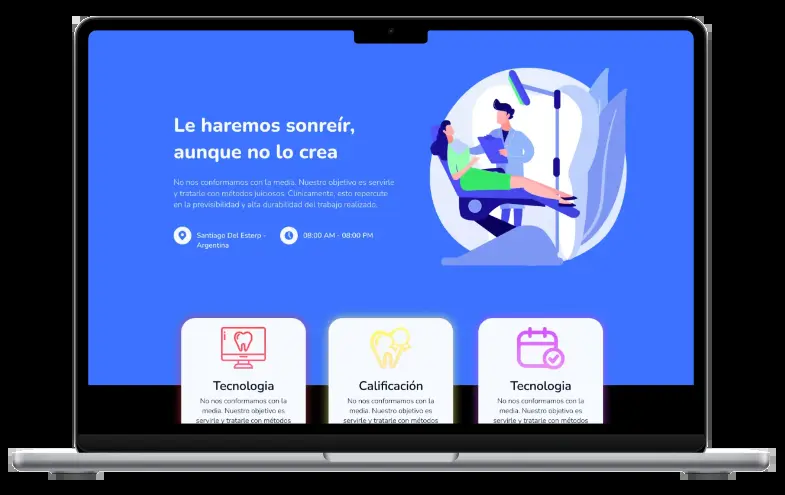 Le haremos sonreír,
aunque no lo crea
No nos conformamos con la media. Nuestro objetivo es servirle
y tratarle con métodos juiciosos. Clínicamente, esto repercute
en la previsibilidad y alta durabilidad del trabajo realizado.
Santiago Del Esterp -
Argentina
08:00 AM - 08:00 PM
Tecnologia
No nos conformamos con la
media. Nuestro objetivo es
servirle y tratarle con métodos
Calificación
No nos conformamos con la
media. Nuestro objetivo es
servirle y tratarle con métodos
Tecnologia
No nos conformamos con la
media. Nuestro objetivo es
servirle y tratarle con métodos